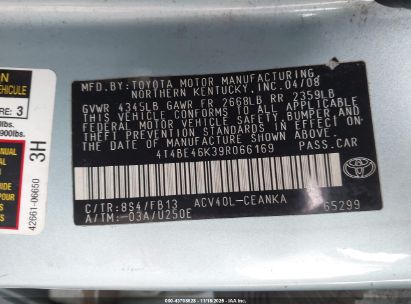 MFD.BY:TOYOTA MOTOR MANUFACTURING,
NORTHERN KENTUCKY,INC.04/08
GVWR 4345LB GAWR FR 2668LB RR 2359LB
THIS VEHICLE CONFORMS TO ALL APPLICABLE
FEDERAL MOTOR VEHICLE SAFETY, BUMPER, AND
THEFT PREVENTION STANDARDS IN EFFECT ON
THE DATE OF MANUFACTURE SHOWN ABOVE.
4T4BE46K39R066169 PASS.CAR
TOYOTA
C/TR:8S4/FB13 ACV40L-CEANKA
A/TM:-03A/U250E 65299
3H
42661-06650
RE: 3
900lbs.